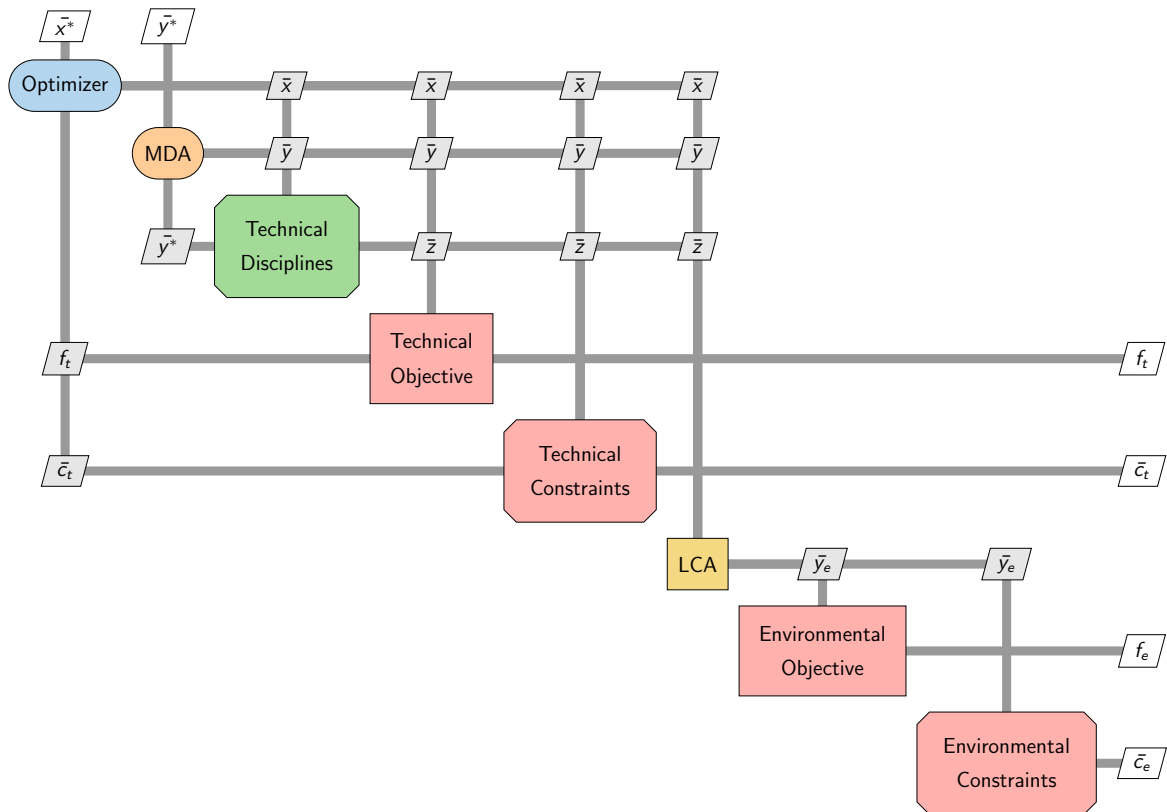 x̄*
ȳ*
Optimizer
x̄
x̄
x̄
x̄
MDA
ȳ
ȳ
ȳ
ȳ
ȳ*
Technical
Disciplines
z̄
z̄
z̄
f_t
Technical
Objective
f_t
c̄_t
Technical
Constraints
c̄_t
LCA
ȳ_e
ȳ_e
Environmental
Objective
f_e
Environmental
Constraints
c̄_e